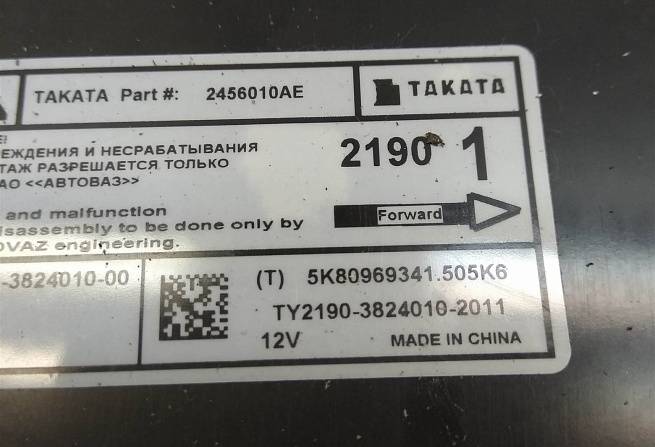 TAKATA Part #: 2456010AE
TAKATA
ЕЖДЕНИЯ И НЕСРАБАТЫВАНИЯ
ТАЖ РАЗРЕШАЕТСЯ ТОЛЬКО
АО <<АВТОВАЗ>>
2190 1
and malfunction
isassembly to be done only by
OVAZ engineering.
Forward
-3824010-00
(T) 5K80969341.505K6
TY2190-3824010-2011
12V MADE IN CHINA